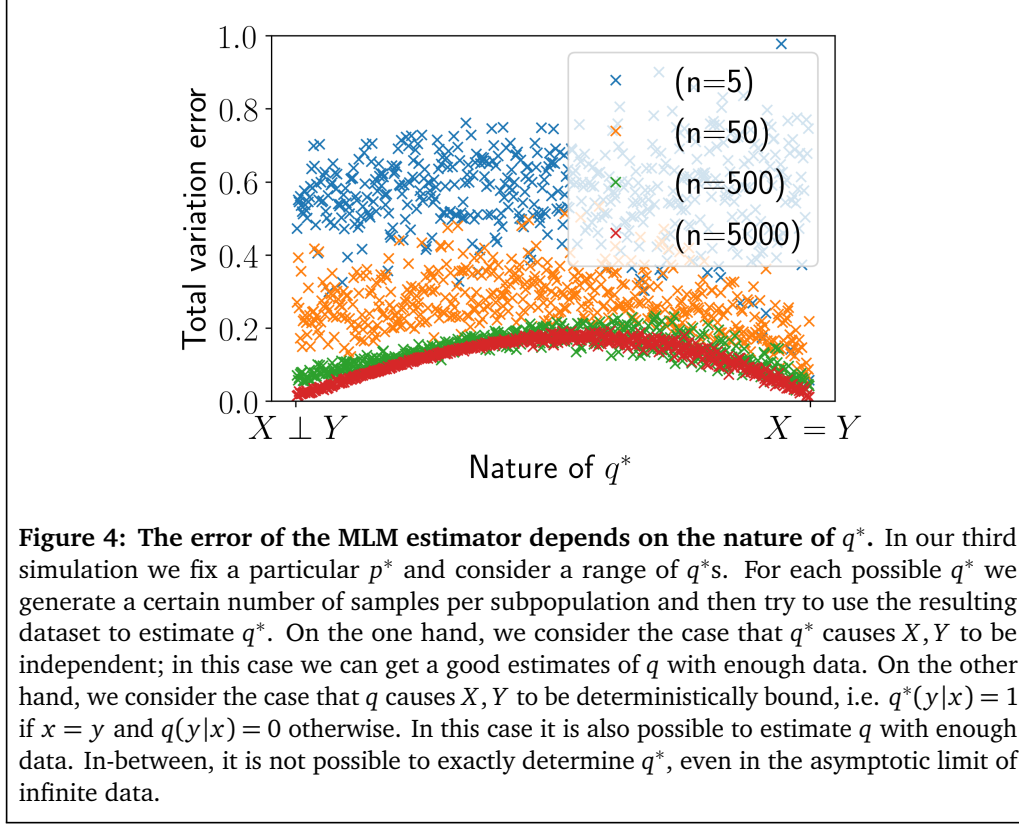 1.0
0.8
0.6
0.4
0.2
0.0
Total variation error
(n=5)
(n=50)
(n=500)
(n=5000)
X ⊥ Y
X = Y
Nature of q*
Figure 4: The error of the MLM estimator depends on the nature of q*. In our third
simulation we fix a particular p* and consider a range of q*s. For each possible q* we
generate a certain number of samples per subpopulation and then try to use the resulting
dataset to estimate q*. On the one hand, we consider the case that q* causes X, Y to be
independent; in this case we can get a good estimates of q with enough data. On the other
hand, we consider the case that q causes X, Y to be deterministically bound, i.e. q*(y|x) = 1
if x = y and q(y|x) = 0 otherwise. In this case it is also possible to estimate q with enough
data. In-between, it is not possible to exactly determine q*, even in the asymptotic limit of
infinite data.